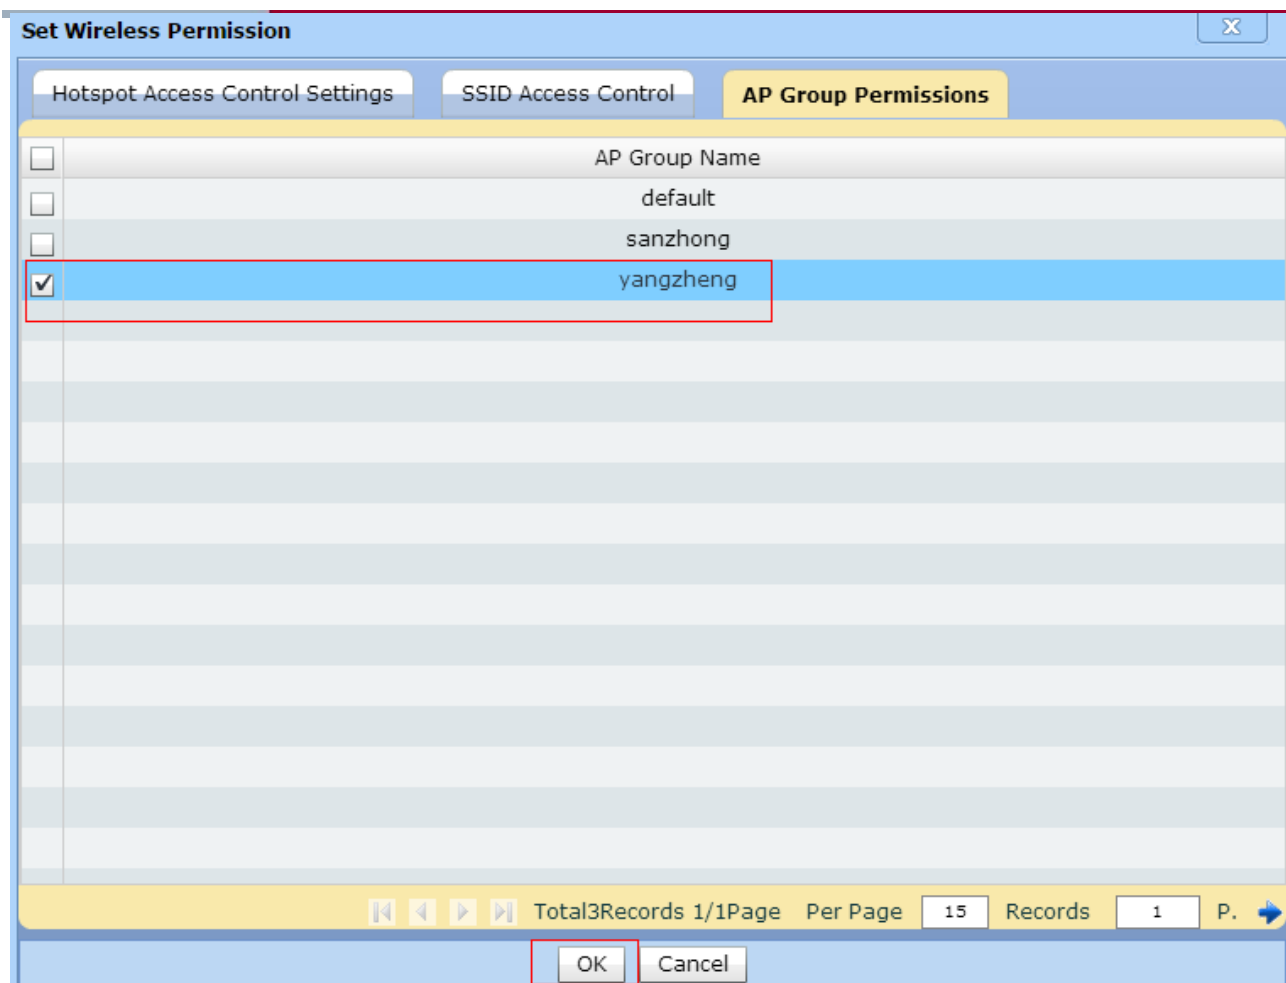 Set Wireless Permission
Hotspot Access Control Settings SSID Access Control AP Group Permissions
AP Group Name
default
sanzhong
yangzheng
Total3Records 1/1Page Per Page 15 Records 1 P.
OK Cancel